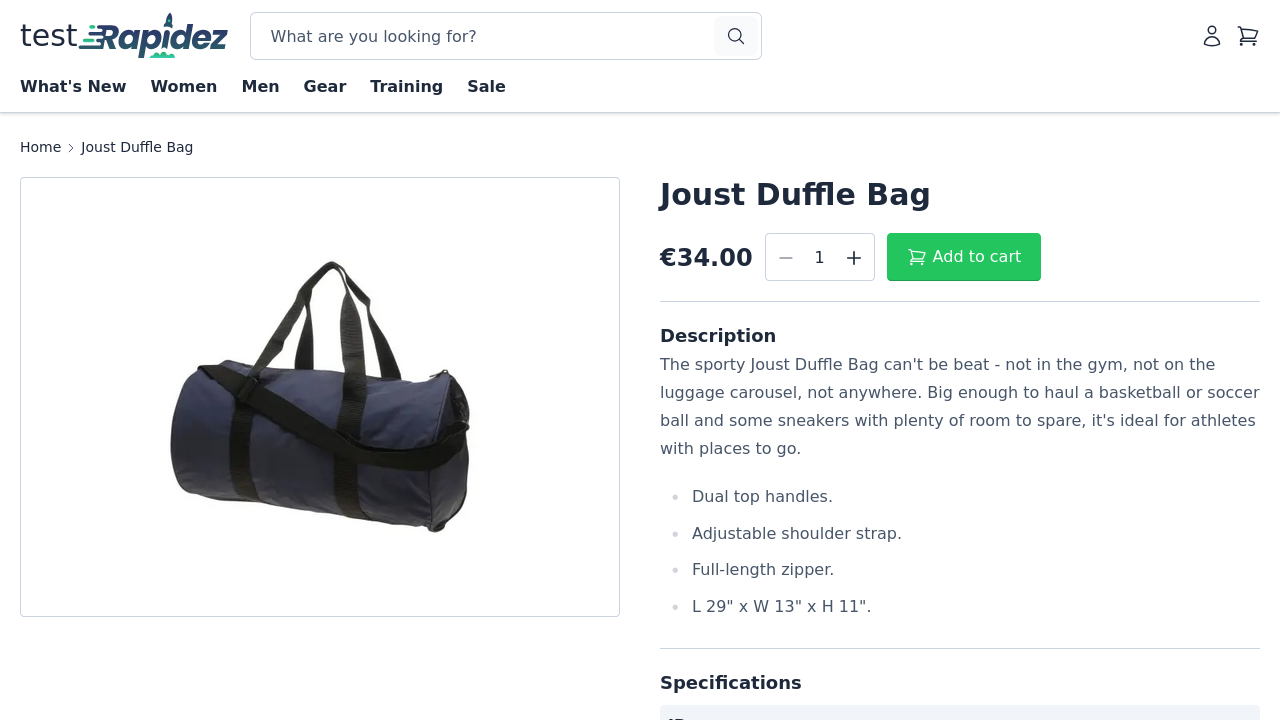 test Rapidez
What are you looking for?
What's New Women Men Gear Training Sale
Home Joust Duffle Bag
Joust Duffle Bag
€34.00 1 Add to cart
Description
The sporty Joust Duffle Bag can't be beat - not in the gym, not on the
luggage carousel, not anywhere. Big enough to haul a basketball or soccer
ball and some sneakers with plenty of room to spare, it's ideal for athletes
with places to go.
Dual top handles.
Adjustable shoulder strap.
Full-length zipper.
L 29" x W 13" x H 11".
Specifications